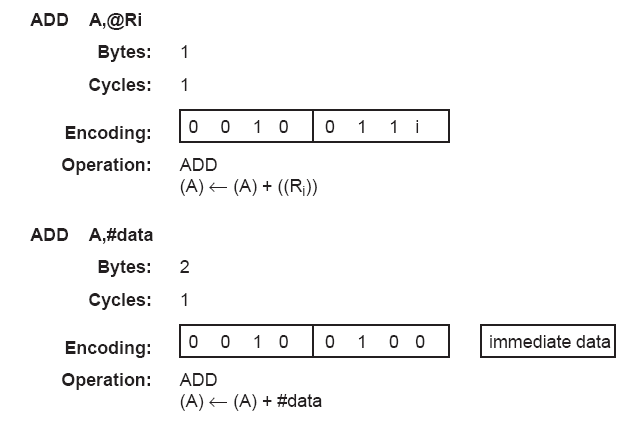 ADD A,@Ri
Bytes: 1
Cycles: 1
Encoding: 0 0 1 0 0 1 1 i
Operation: ADD
(A) ← (A) + ((Ri))
ADD A,#data
Bytes: 2
Cycles: 1
Encoding: 0 0 1 0 0 1 0 0 immediate data
Operation: ADD
(A) ← (A) + #data